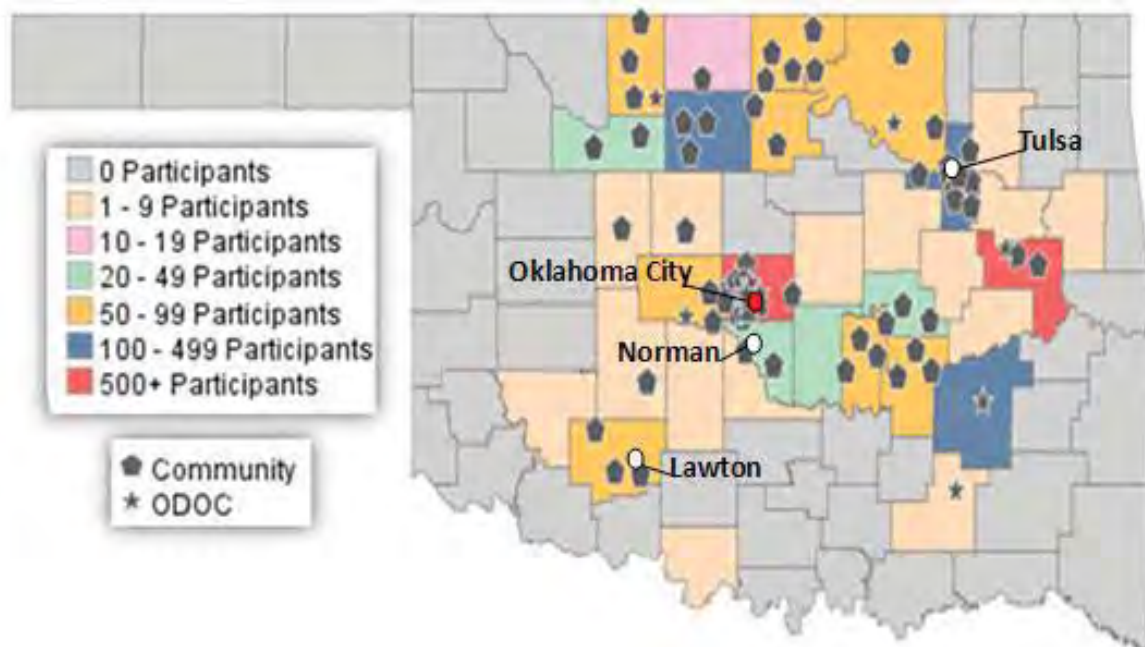 Tulsa
0 Participants
1 - 9 Participants
10 - 19 Participants
20 - 49 Participants
50 - 99 Participants
100 - 499 Participants
500+ Participants
Oklahoma City
Norman
Lawton
Community
ODOC